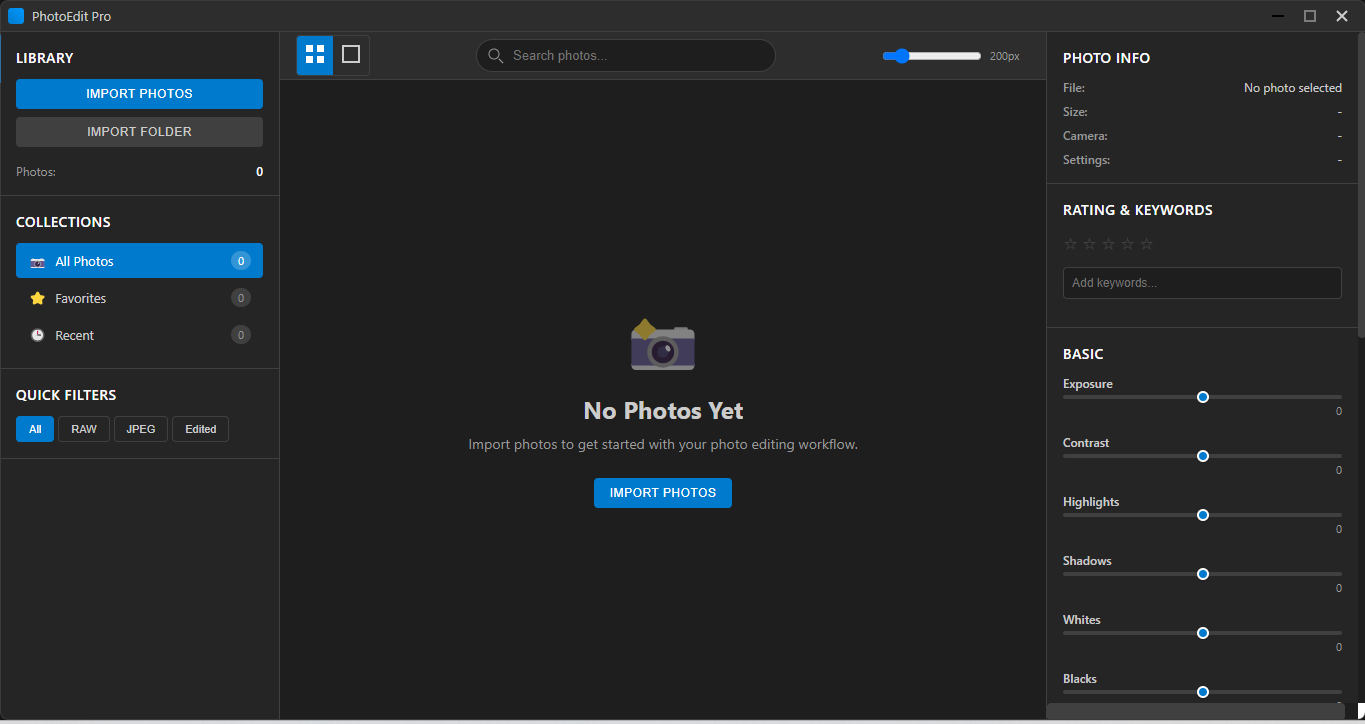 PhotoEdit Pro
LIBRARY
IMPORT PHOTOS
IMPORT FOLDER
Photos: 0
COLLECTIONS
All Photos 0
Favorites 0
Recent 0
QUICK FILTERS
All RAW JPEG Edited
Search photos...
200px
No Photos Yet
Import photos to get started with your photo editing workflow.
IMPORT PHOTOS
PHOTO INFO
File: No photo selected
Size: -
Camera: -
Settings: -
RATING & KEYWORDS
Add keywords...
BASIC
Exposure
0
Contrast
0
Highlights
0
Shadows
0
Whites
0
Blacks